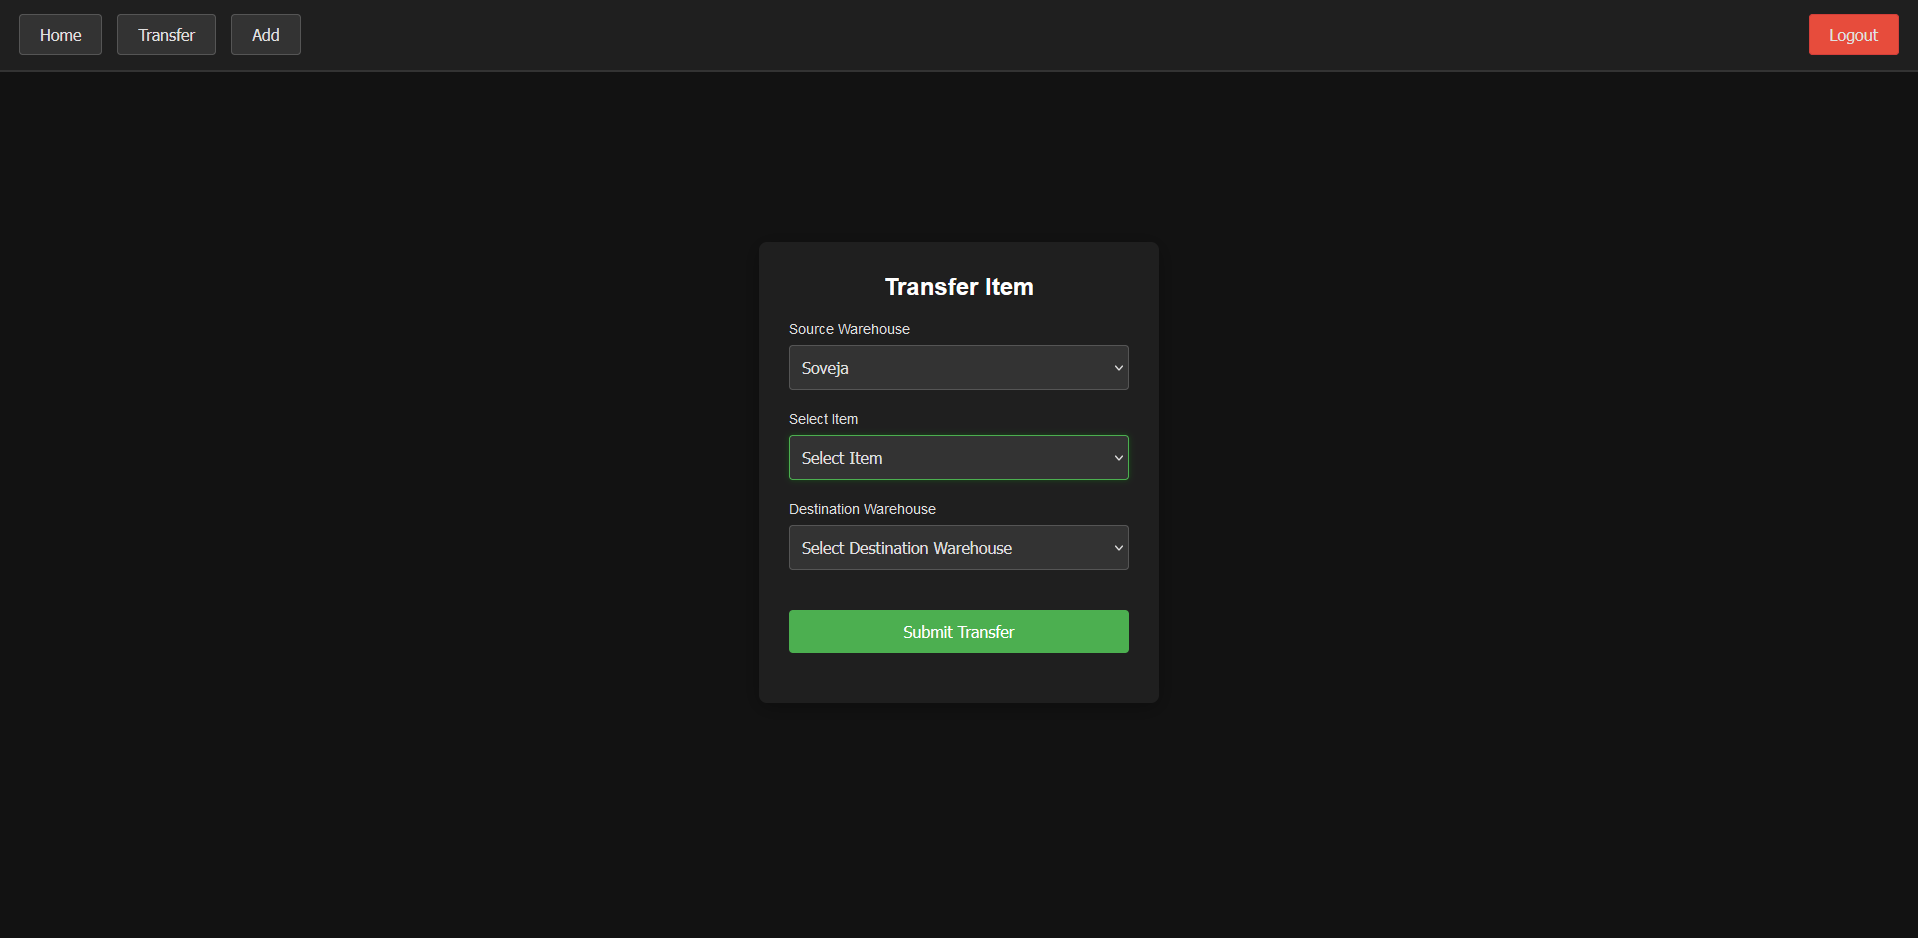 Home
Transfer
Add
Logout
Transfer Item
Source Warehouse
Soveja
Select Item
Select Item
Destination Warehouse
Select Destination Warehouse
Submit Transfer